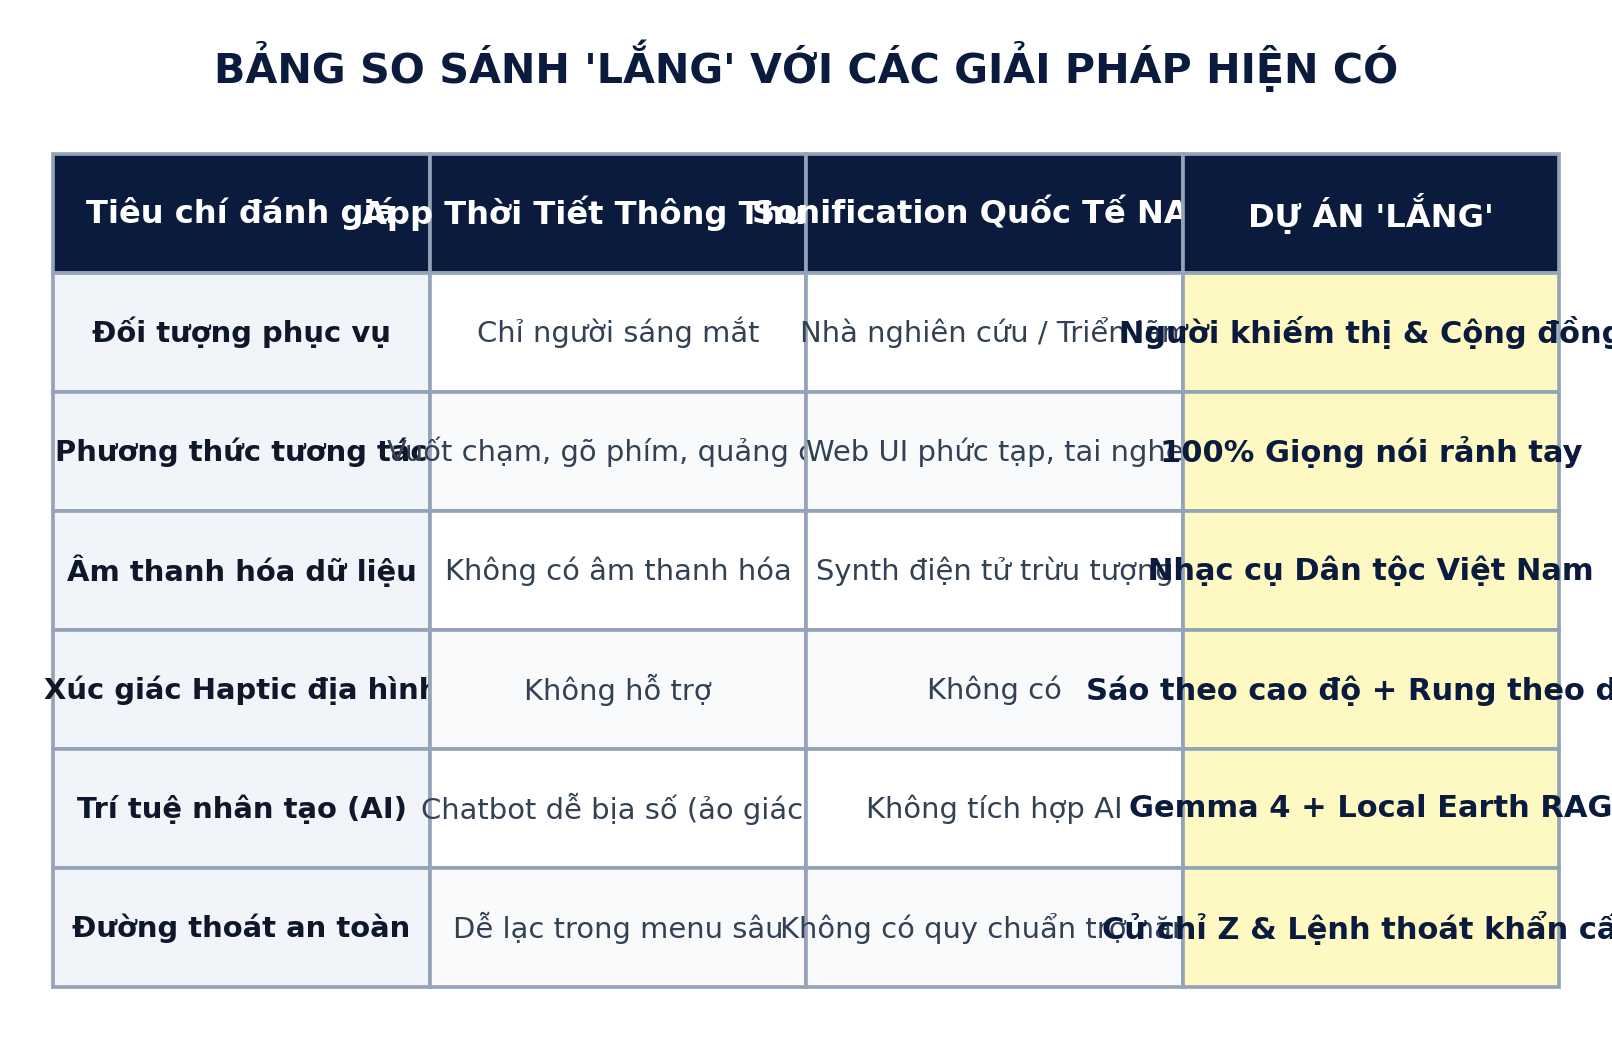 BẢNG SO SÁNH 'LẮNG' VỚI CÁC GIẢI PHÁP HIỆN CÓ
Tiêu chí đánh giá
App Thời Tiết Thông
Sonification Quốc Tế
DỰ ÁN 'LẮNG'
Đối tượng phục vụ
Chỉ người sáng mắt
Nhà nghiên cứu / Triển lãm
Người khiếm thị & Cộng đồng
Phương thức tương tác
Vuốt chạm, gõ phím, quảng
Web UI phức tạp, tai nghe
100% Giọng nói rảnh tay
Âm thanh hóa dữ liệu
Không có âm thanh hóa
Synth điện tử trừu tượng
Nhạc cụ Dân tộc Việt Nam
Xúc giác Haptic địa hình
Không hỗ trợ
Không có
Sáo theo cao độ + Rung theo
Trí tuệ nhân tạo (AI)
Chatbot dễ bịa số (ảo giác
Không tích hợp AI
Gemma 4 + Local Earth RAG
Đường thoát an toàn
Dễ lạc trong menu sâu
Không có quy chuẩn trợ
Cử chỉ Z & Lệnh thoát khẩn